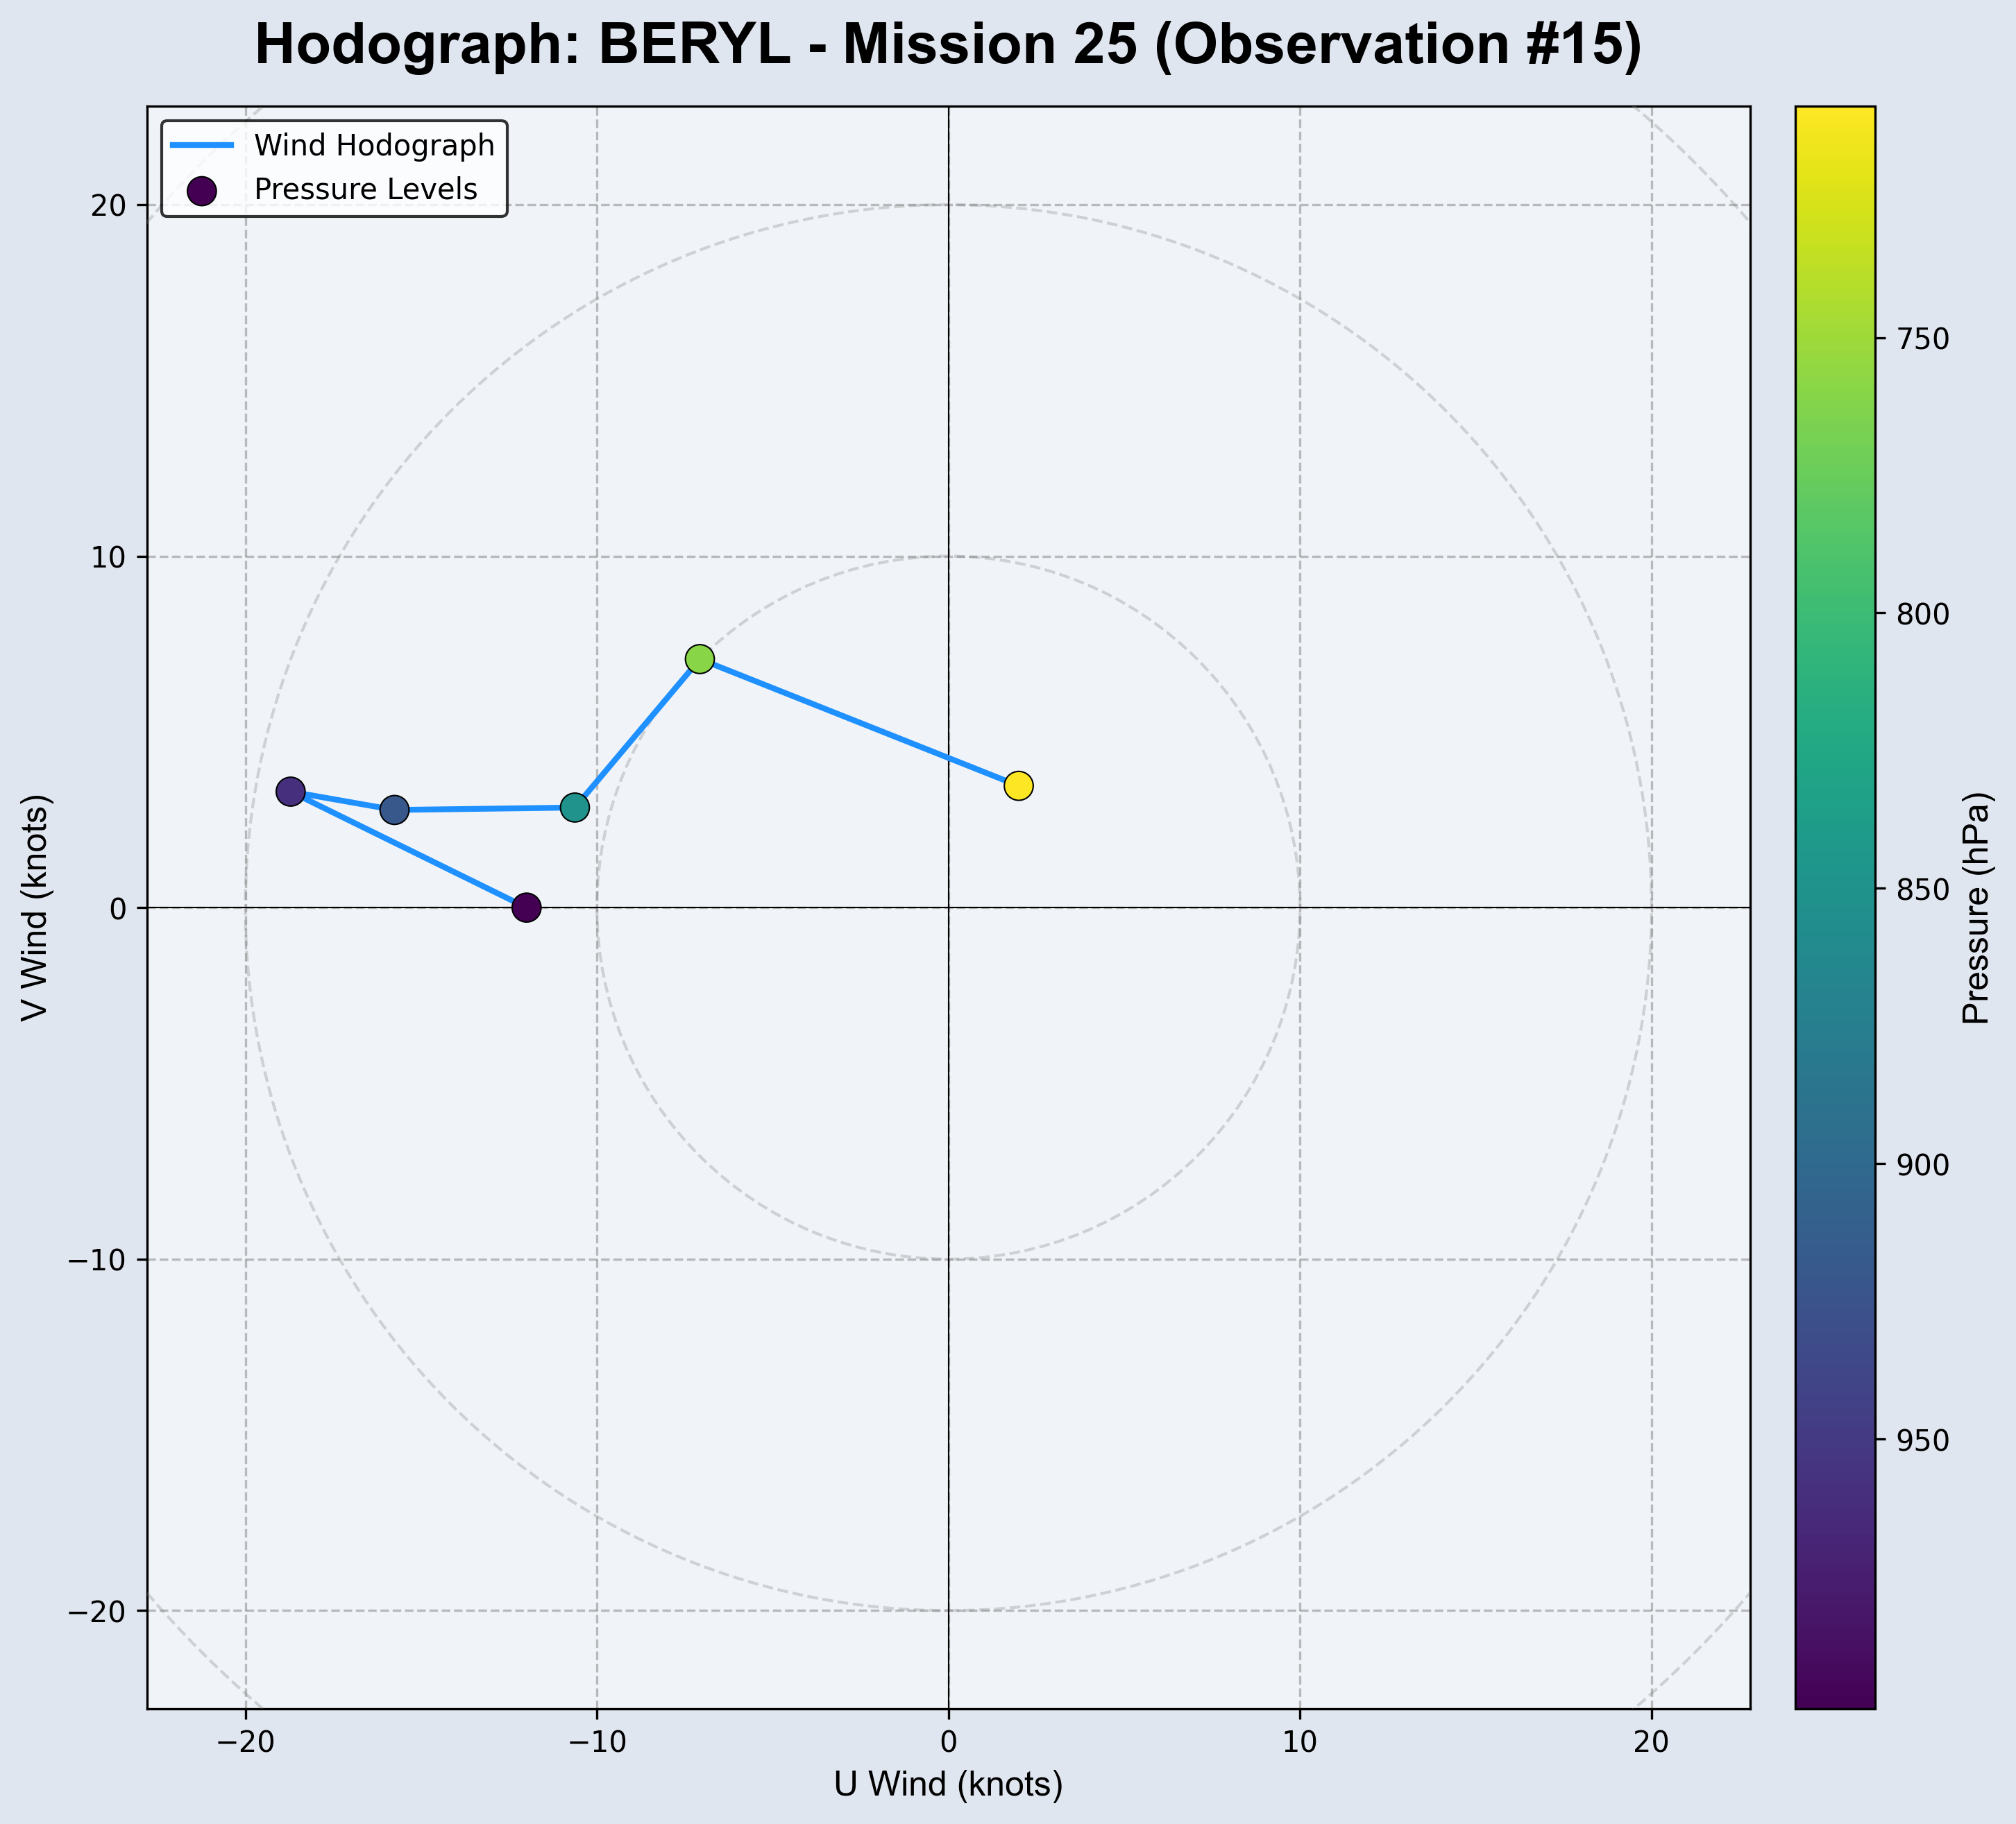 Hodograph: BERYL - Mission 25 (Observation #15)
Wind Hodograph
Pressure Levels
20
10
0
−10
−20
V Wind (knots)
−20
−10
0
10
20
U Wind (knots)
750
800
850
900
950
Pressure (hPa)